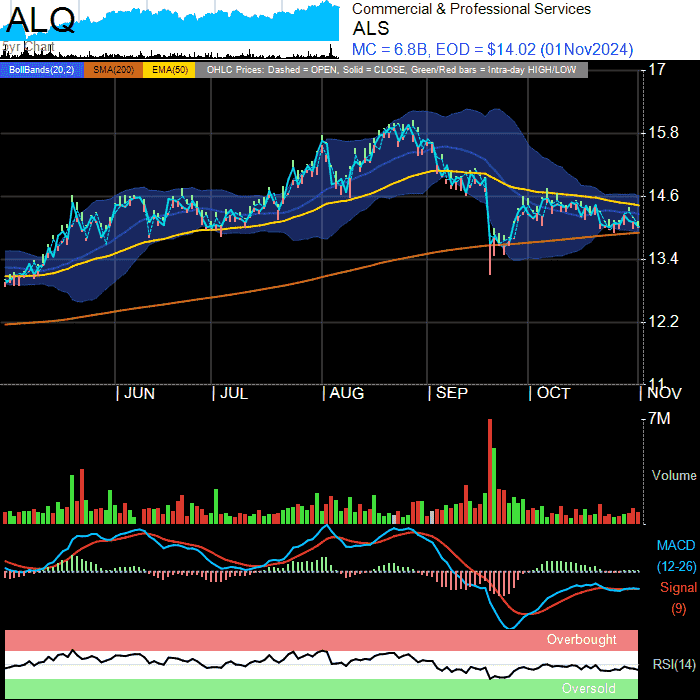 ALQ
5yr Chart
Commercial & Professional Services
ALS
MC = 6.8B, EOD = $14.02 (01Nov2024)
BollBands(20,2) SMA(200) EMA(50) OHLC Prices: Dashed = OPEN, Solid = CLOSE, Green/Red bars = Intra-day HIGH/LOW
17
15.8
14.6
13.4
12.2
11
| JUN | JUL | AUG | SEP | OCT | NOV
7M
Volume
MACD
(12-26)
Signal
(9)
Overbought
RSI(14)
Oversold